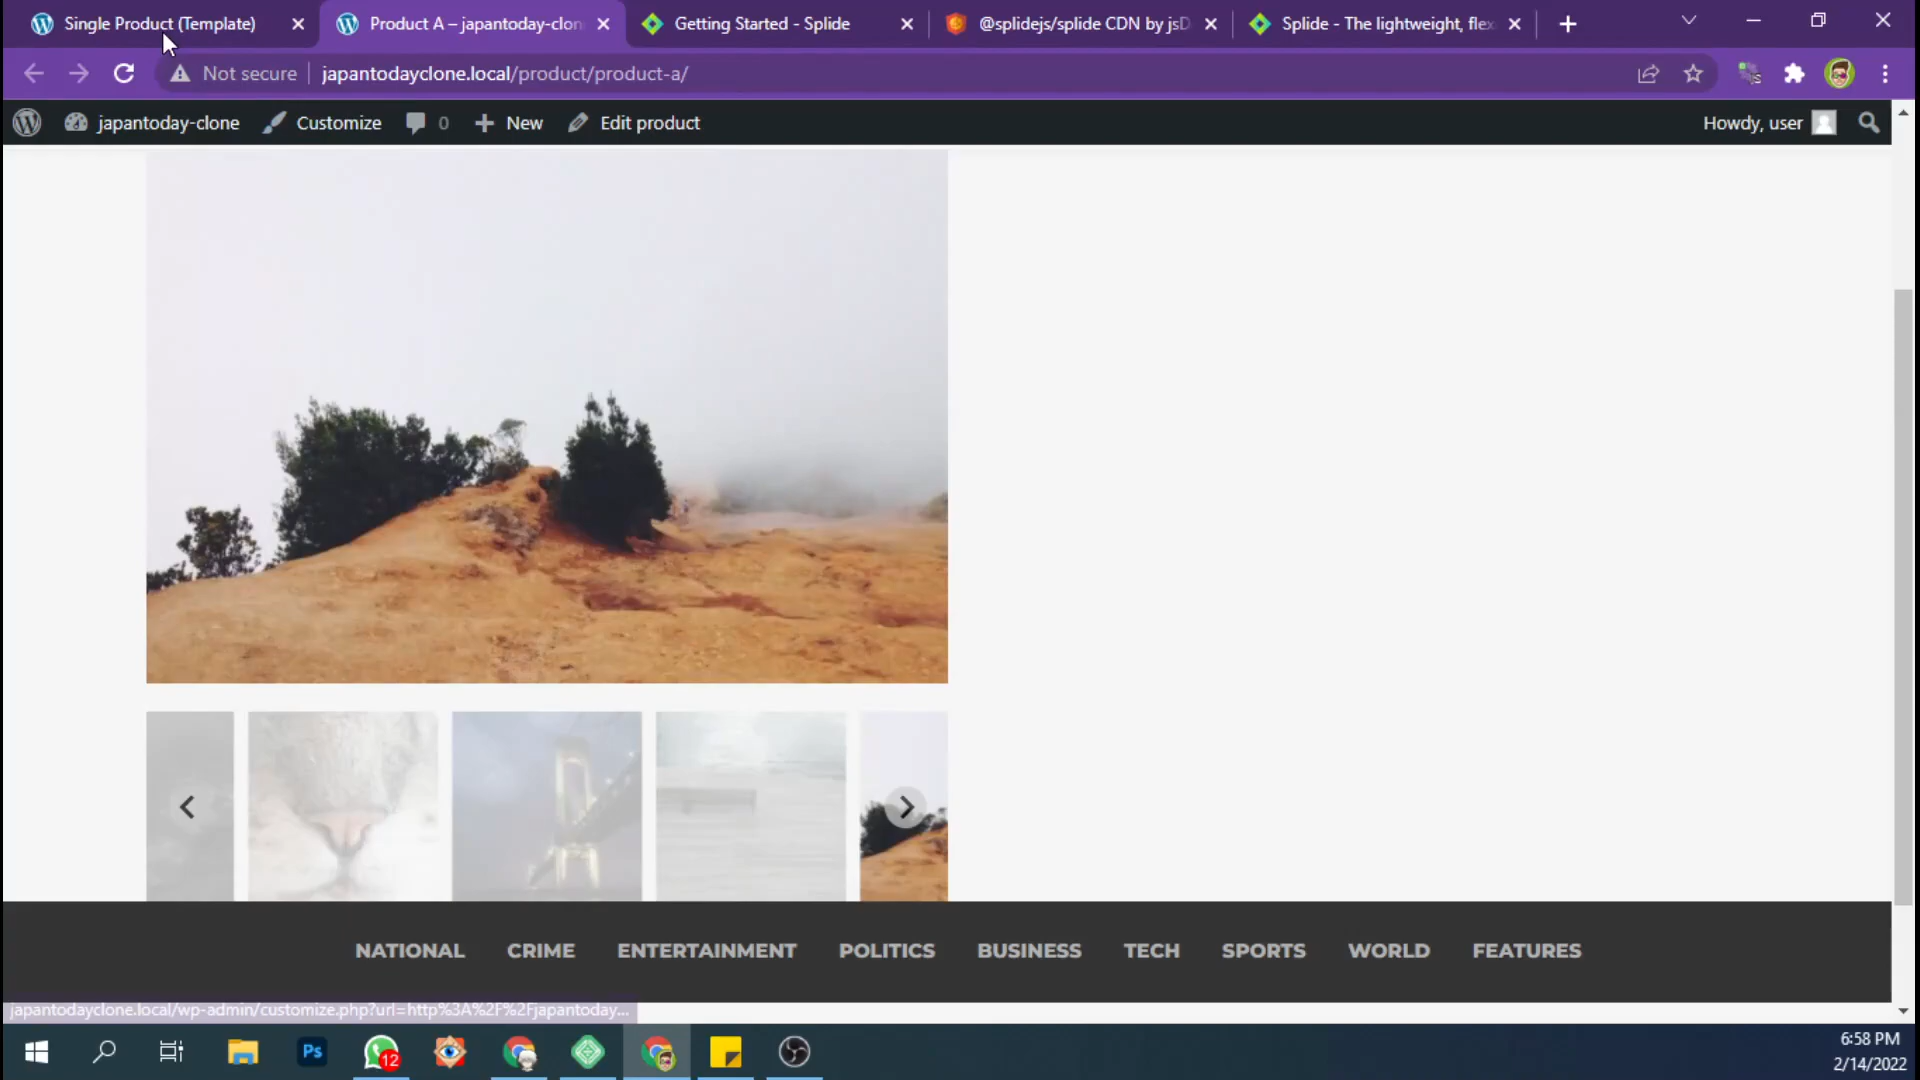 Single Product (Template)
Product A – japantoday-clon
Getting Started - Splide
@splidejs/splide CDN by jsD
Splide - The lightweight, flex
Not secure
japantodayclone.local/product/product-a/
japantoday-clone
Customize
0
New
Edit product
Howdy, user
NATIONAL
CRIME
ENTERTAINMENT
POLITICS
BUSINESS
TECH
SPORTS
WORLD
FEATURES
japantodayclone.local/wp-admin/customize.php?url=http%3A%2F%2Fjapantoday...
Ps
12
6:58 PM
2/14/2022